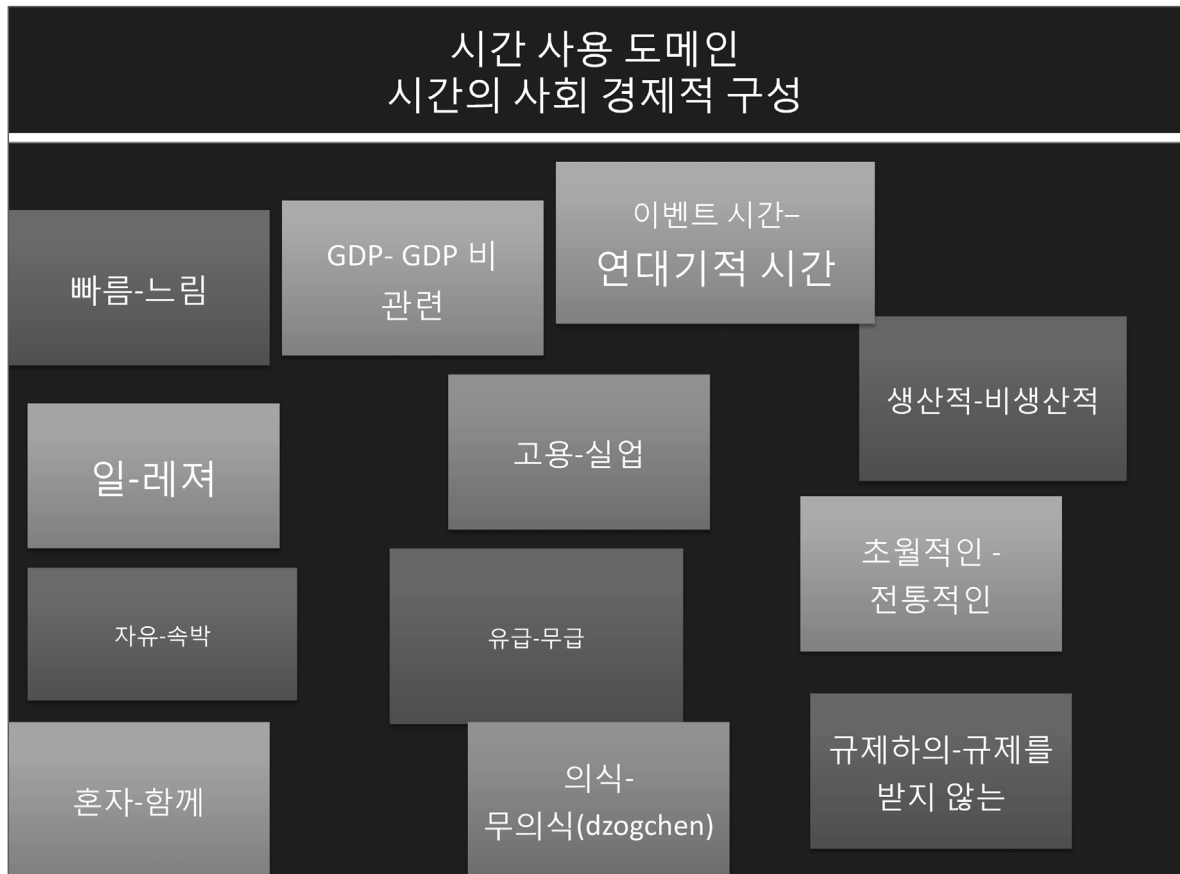 시간 사용 도메인
시간의 사회 경제적 구성
이벤트 시간–
연대기적 시간
GDP- GDP 비
관련
빠름-느림
생산적-비생산적
고용-실업
일-레져
초월적인 -
전통적인
자유-속박
유급-무급
규제하의-규제를
받지 않는
의식-
무의식(dzogchen)
혼자-함께